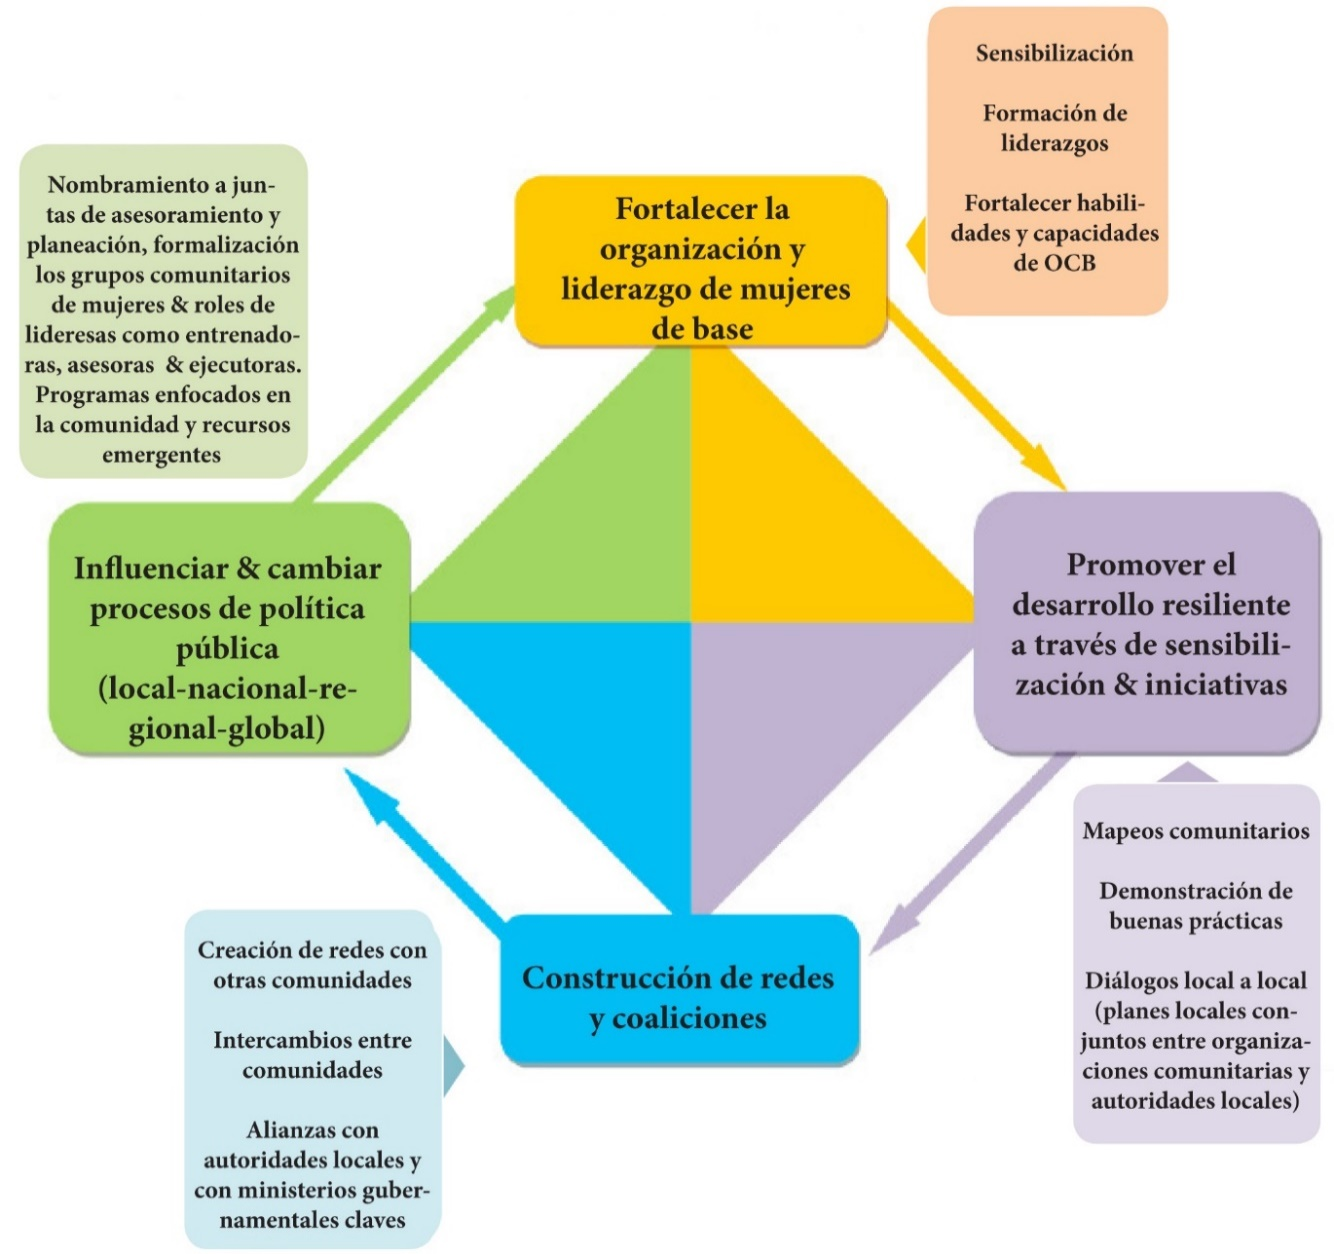 Sensibilización
Formación de
liderazgos
Fortalecer habili-
dades y capacidades
de OCB
Nombramiento a jun-
tas de asesoramiento y
planeación, formalización
los grupos comunitarios
de mujeres & roles de
lideresas como entrenado-
ras, asesoras & ejecutoras.
Programas enfocados en
la comunidad y recursos
emergentes
Fortalecer la
organización y
liderazgo de mujeres
de base
Influenciar & cambiar
procesos de política
pública
(local-nacional-re-
gional-global)
Promover el
desarrollo resiliente
a través de sensibili-
zación & iniciativas
Mapeos comunitarios
Demonstración de
buenas prácticas
Diálogos local a local
(planes locales con-
juntos entre organiza-
ciones comunitarias y
autoridades locales)
Construcción de redes
y coaliciones
Creación de redes con
otras comunidades
Intercambios entre
comunidades
Alianzas con
autoridades locales y
con ministerios guber-
namentales claves